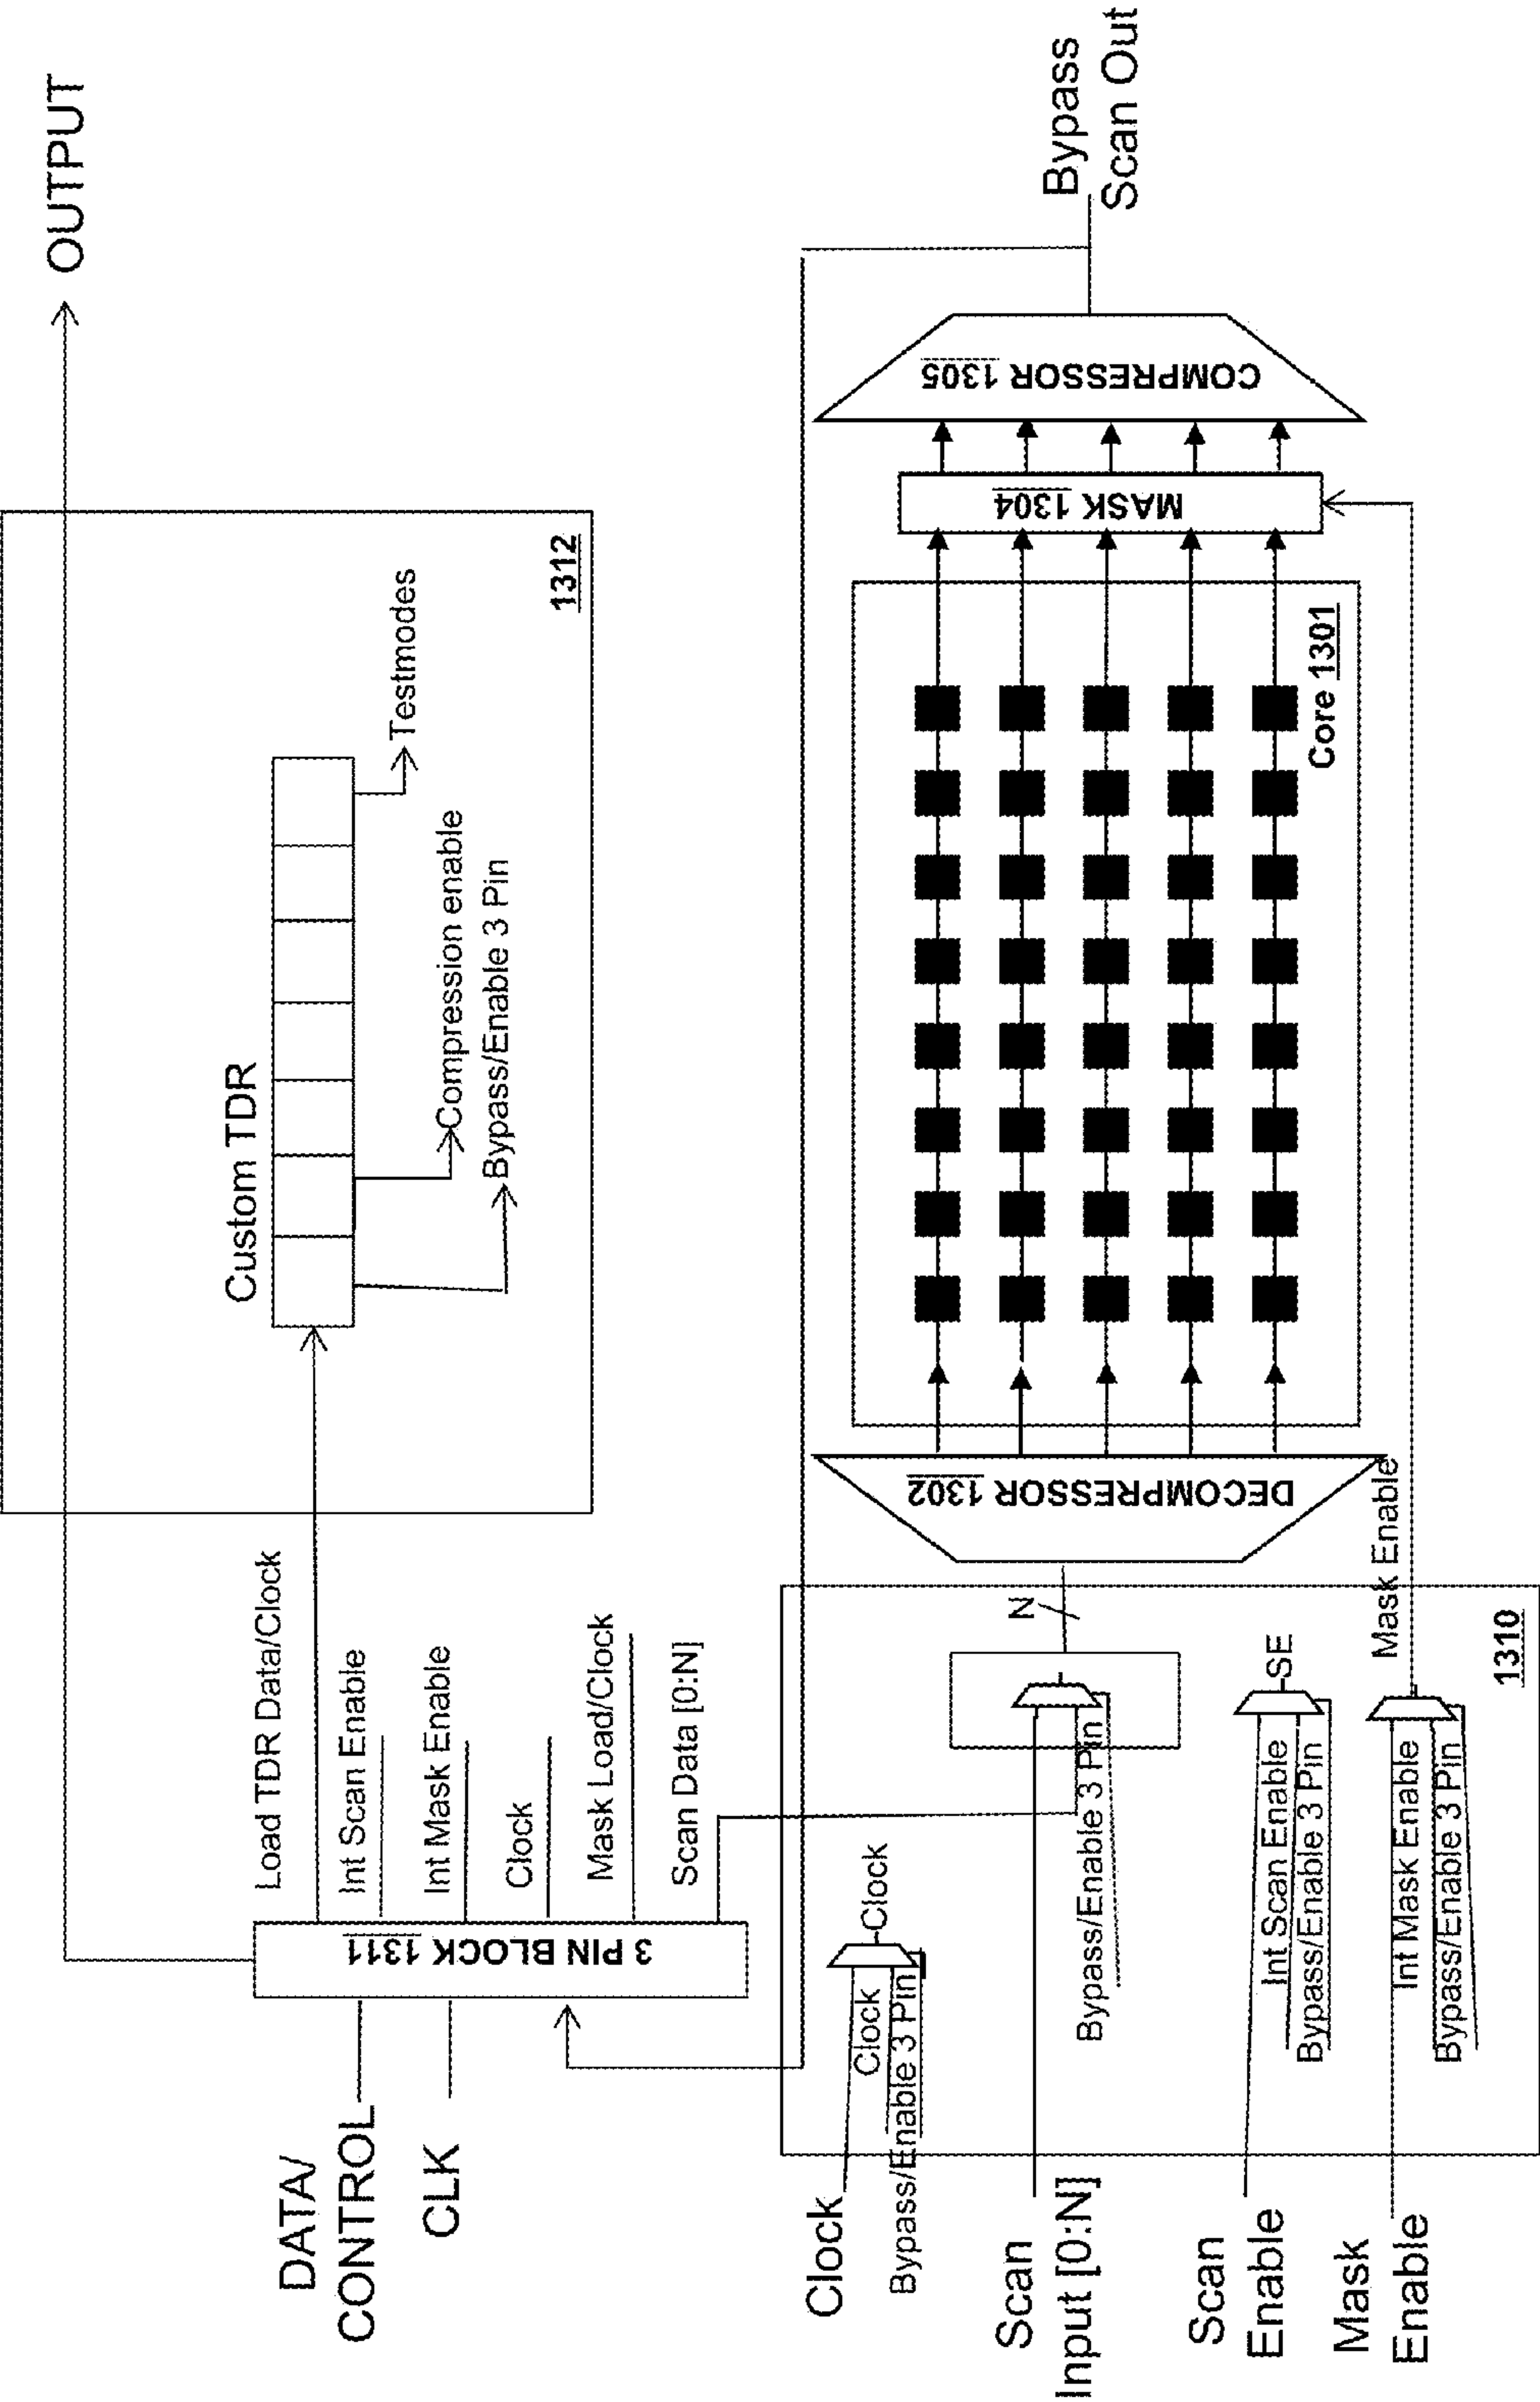 OUTPUT
1312
Custom TDR
Testmodes
Compression enable
Bypass/Enable 3 Pin
DATA/
CONTROL
CLK
3 PIN BLOCK 1311
Load TDR Data/Clock
Int Scan Enable
Int Mask Enable
Clock
Mask Load/Clock
Scan Data [0:N]
Clock
Clock
Bypass/Enable 3 Pin
Clock
Scan
Input [0:N]
Bypass/Enable 3 Pin
N
Scan
Enable
Int Scan Enable
Bypass/Enable 3 Pin
SE
Mask
Enable
Int Mask Enable
Bypass/Enable 3 Pin
Mask Enable
1310
DECOMPRESSOR 1302
Core 1301
MASK 1304
COMPRESSOR 1305
Bypass
Scan Out